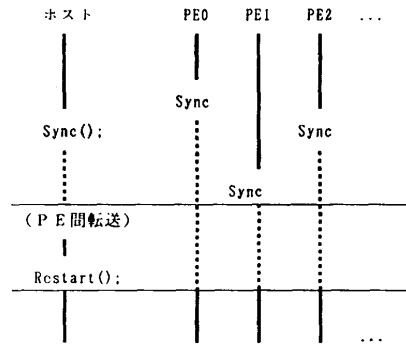 ホスト PE0 PE1 PE2 ...
Sync
Sync(); Sync
Sync
(ＰＥ間転送)
Restart();
...